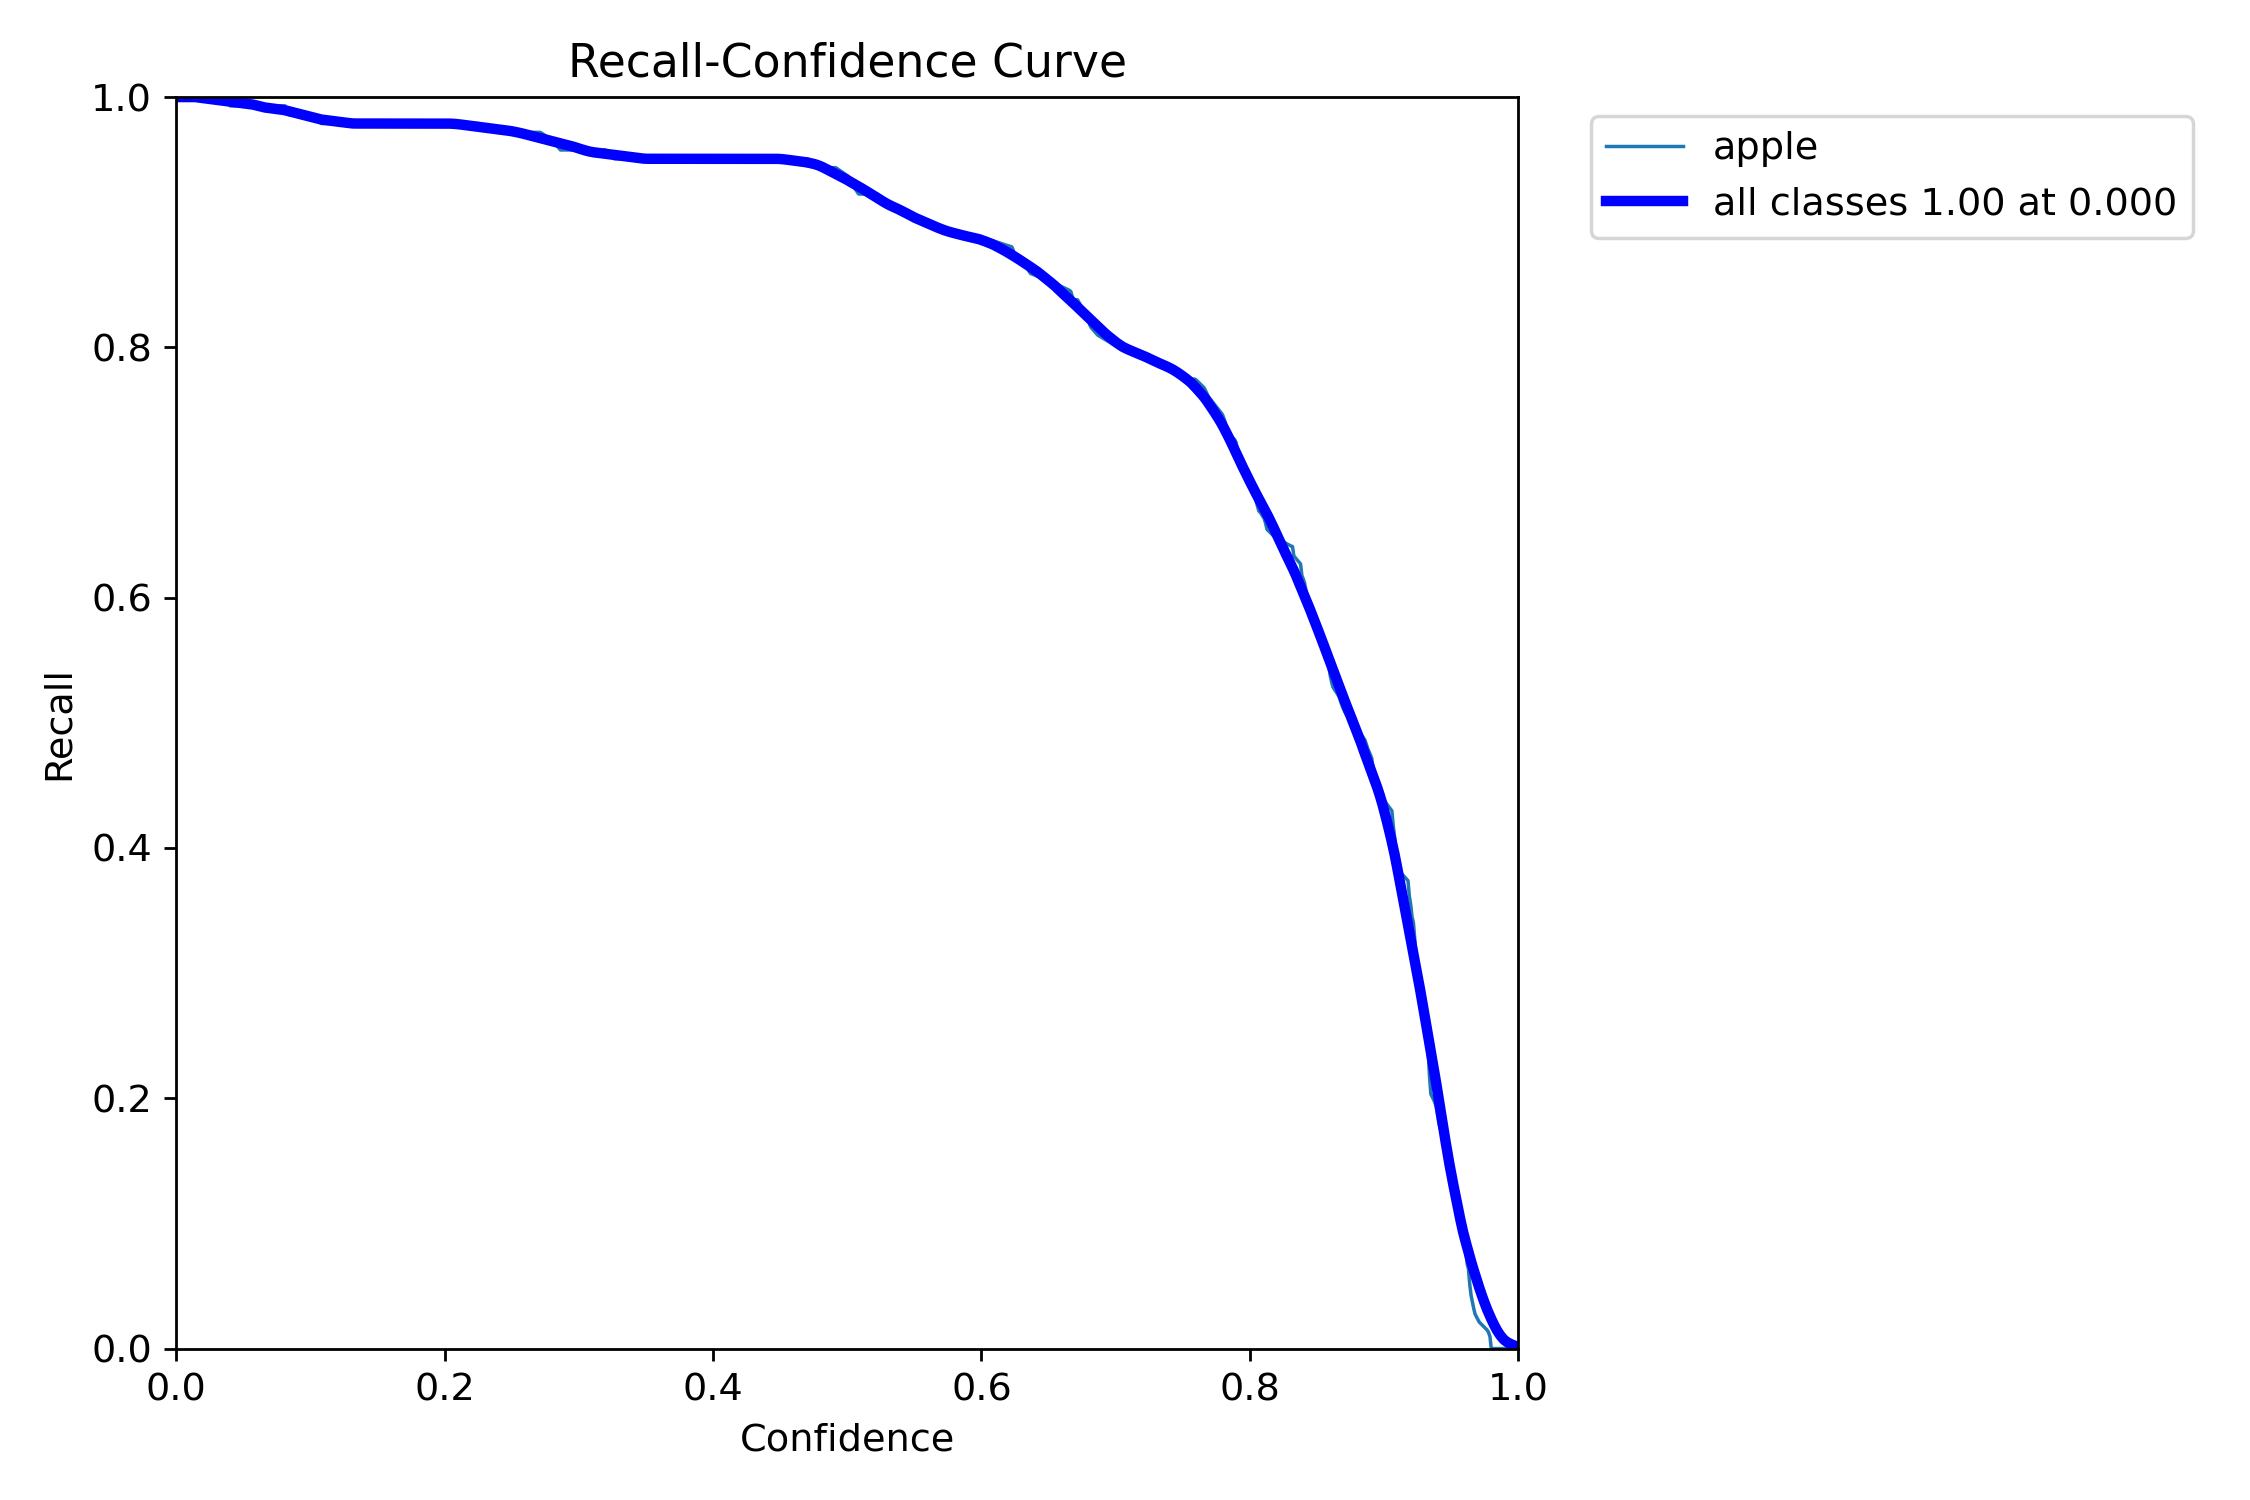 Recall-Confidence Curve
1.0
0.8
0.6
0.4
0.2
0.0
Recall
0.0 0.2 0.4 0.6 0.8 1.0
Confidence
apple
all classes 1.00 at 0.000